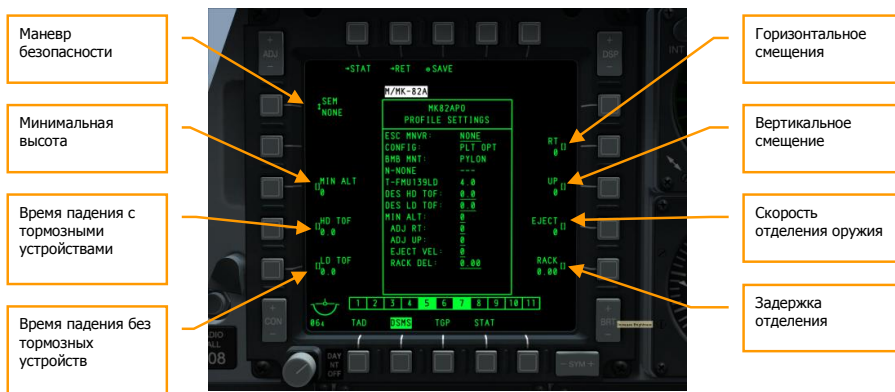 Маневр
безопасности
Минимальная
высота
Время падения с
тормозными
устройствами
Время падения без
тормозных
устройств
ADJ
DSP
INT
→STAT →RET ⊕SAVE
M/MK-82A
SEM
NONE
MIN ALT
0
HD TOF
0.0
LD TOF
0.0
MK82APO
PROFILE SETTINGS
ESC MNVR: NONE
CONFIG: PLT OPT
BMB MNT: PYLON
N-NONE ---
T-FMU139LD 4.0
DES HD TOF: 0.0
DES LD TOF: 0.0
MIN ALT: 0
ADJ RT: 0
ADJ UP: 0
EJECT VEL: 0
RACK DEL: 0.00
RT
0
UP
0
EJECT
0
RACK
0.00
1 2 3 4 5 6 7 8 9 10 11
TAD DSMS TGP STAT
CON
BRT
DAY
NT
OFF
- SYM +
08
Горизонтальное
смещения
Вертикальное
смещение
Скорость
отделения оружия
Задержка
отделения